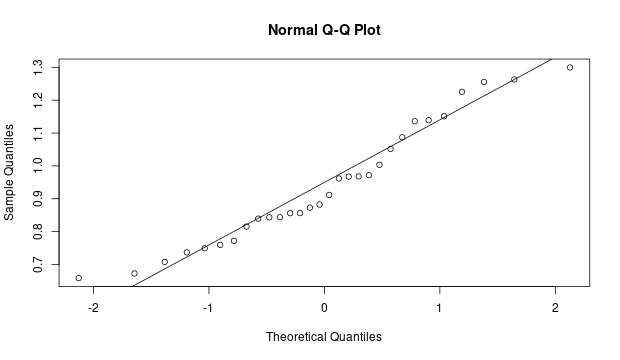 Normal Q-Q Plot
Sample Quantiles
1.3
1.2
1.1
1.0
0.9
0.8
0.7
-2 -1 0 1 2
Theoretical Quantiles